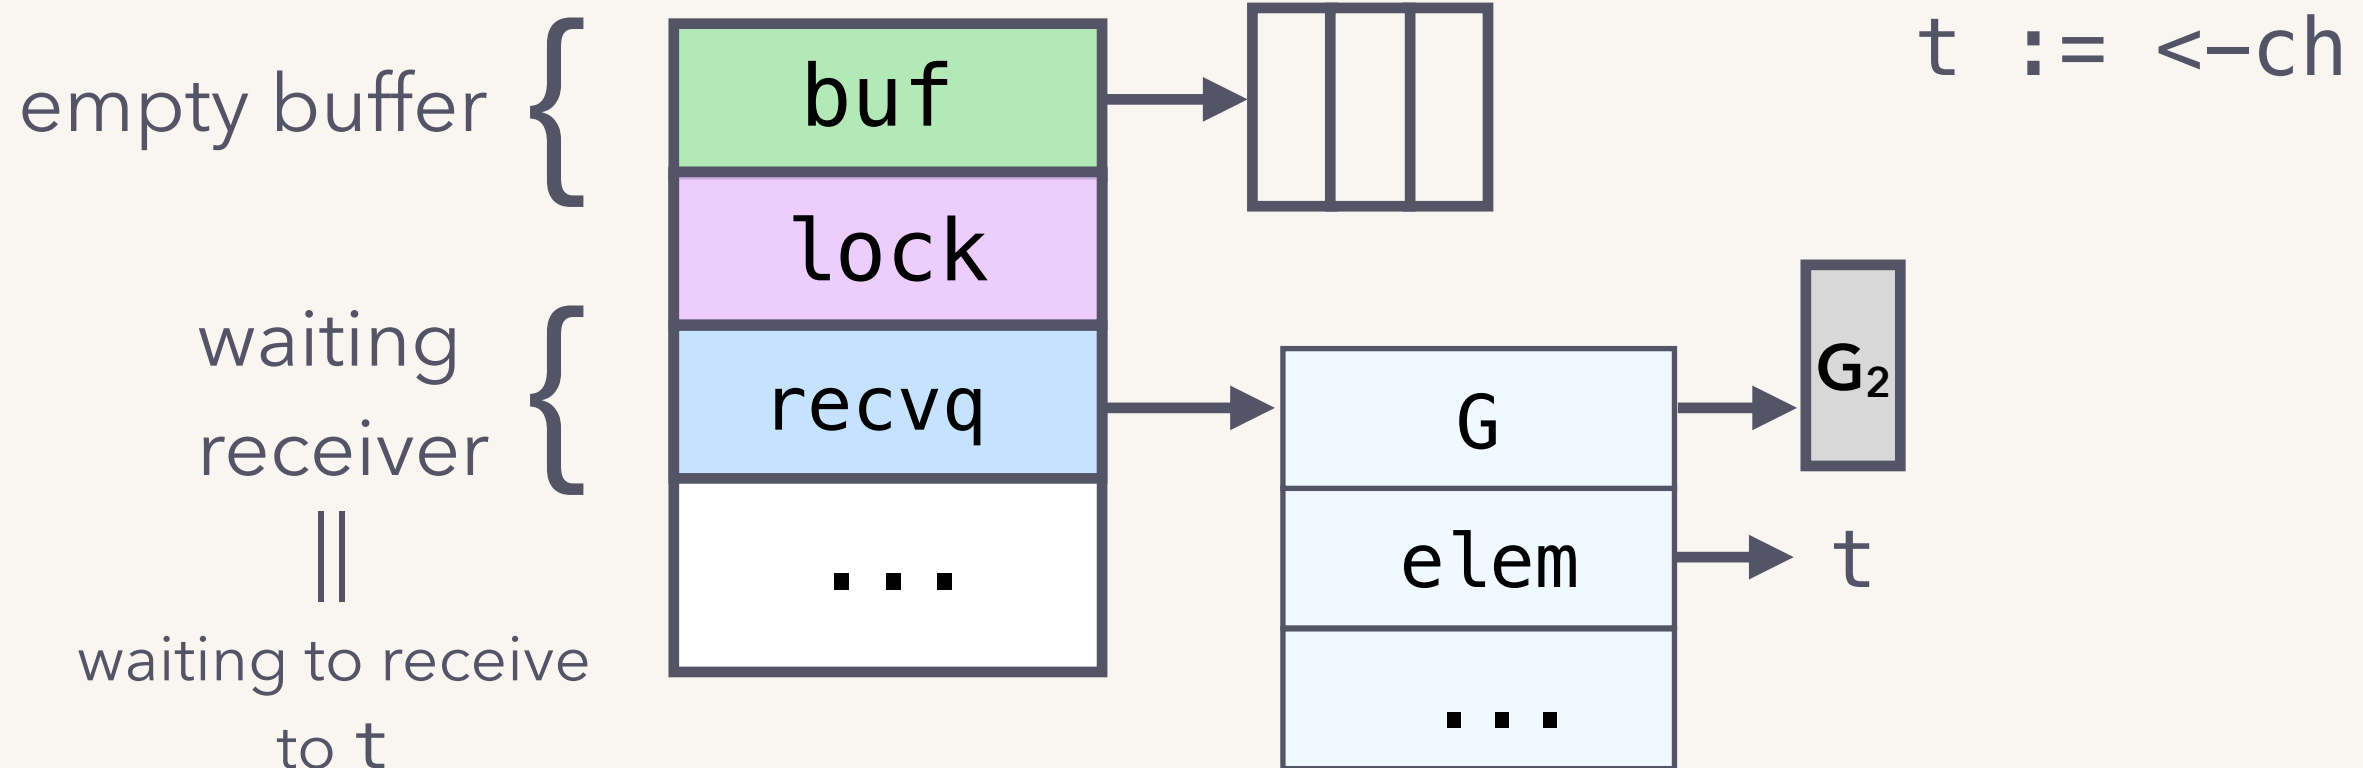 empty buffer
buf
t := <-ch
lock
waiting
receiver
recvq
G
G₂
elem
t
...
...
waiting to receive
to t